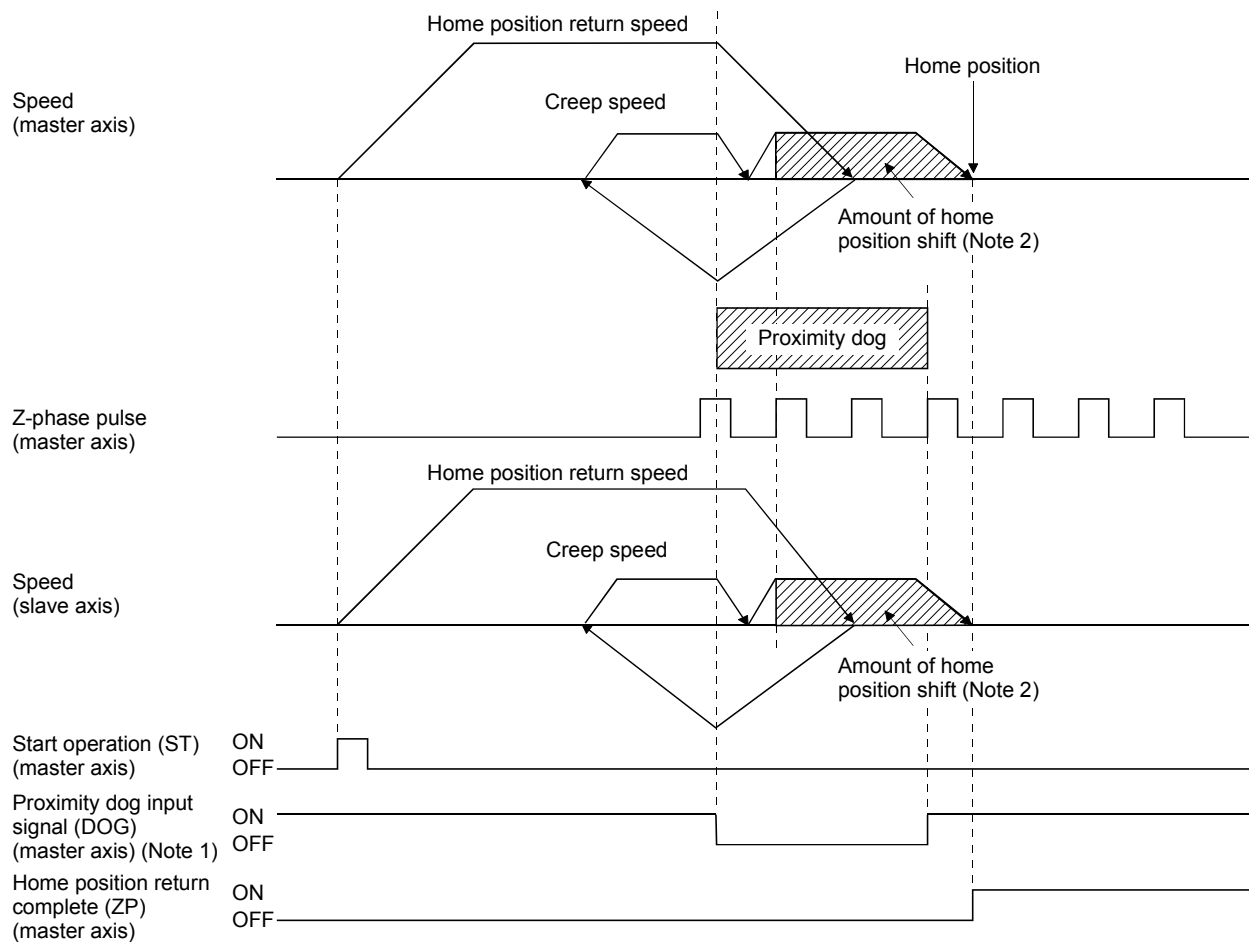 Home position return speed
Home position
Speed
(master axis)
Creep speed
Amount of home
position shift (Note 2)
Proximity dog
Z-phase pulse
(master axis)
Home position return speed
Creep speed
Speed
(slave axis)
Amount of home
position shift (Note 2)
Start operation (ST)
(master axis)
ON
OFF
Proximity dog input
signal (DOG)
(master axis) (Note 1)
ON
OFF
Home position return
complete (ZP)
(master axis)
ON
OFF